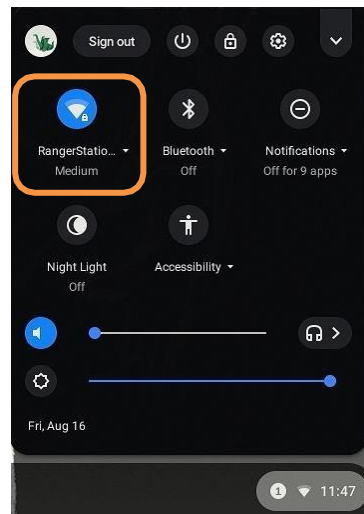 Sign out
RangerStatio...
Medium
Bluetooth
Off
Notifications
Off for 9 apps
Night Light
Off
Accessibility
Fri, Aug 16
1 11:47